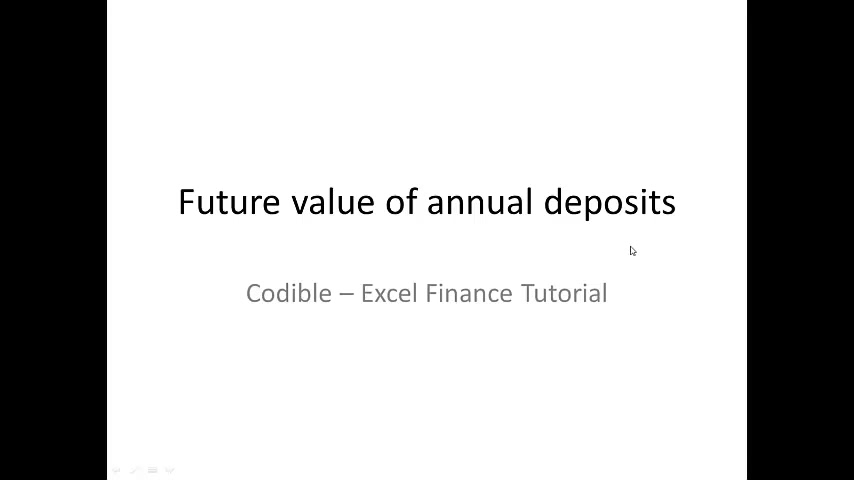 Future value of annual deposits
Codible – Excel Finance Tutorial